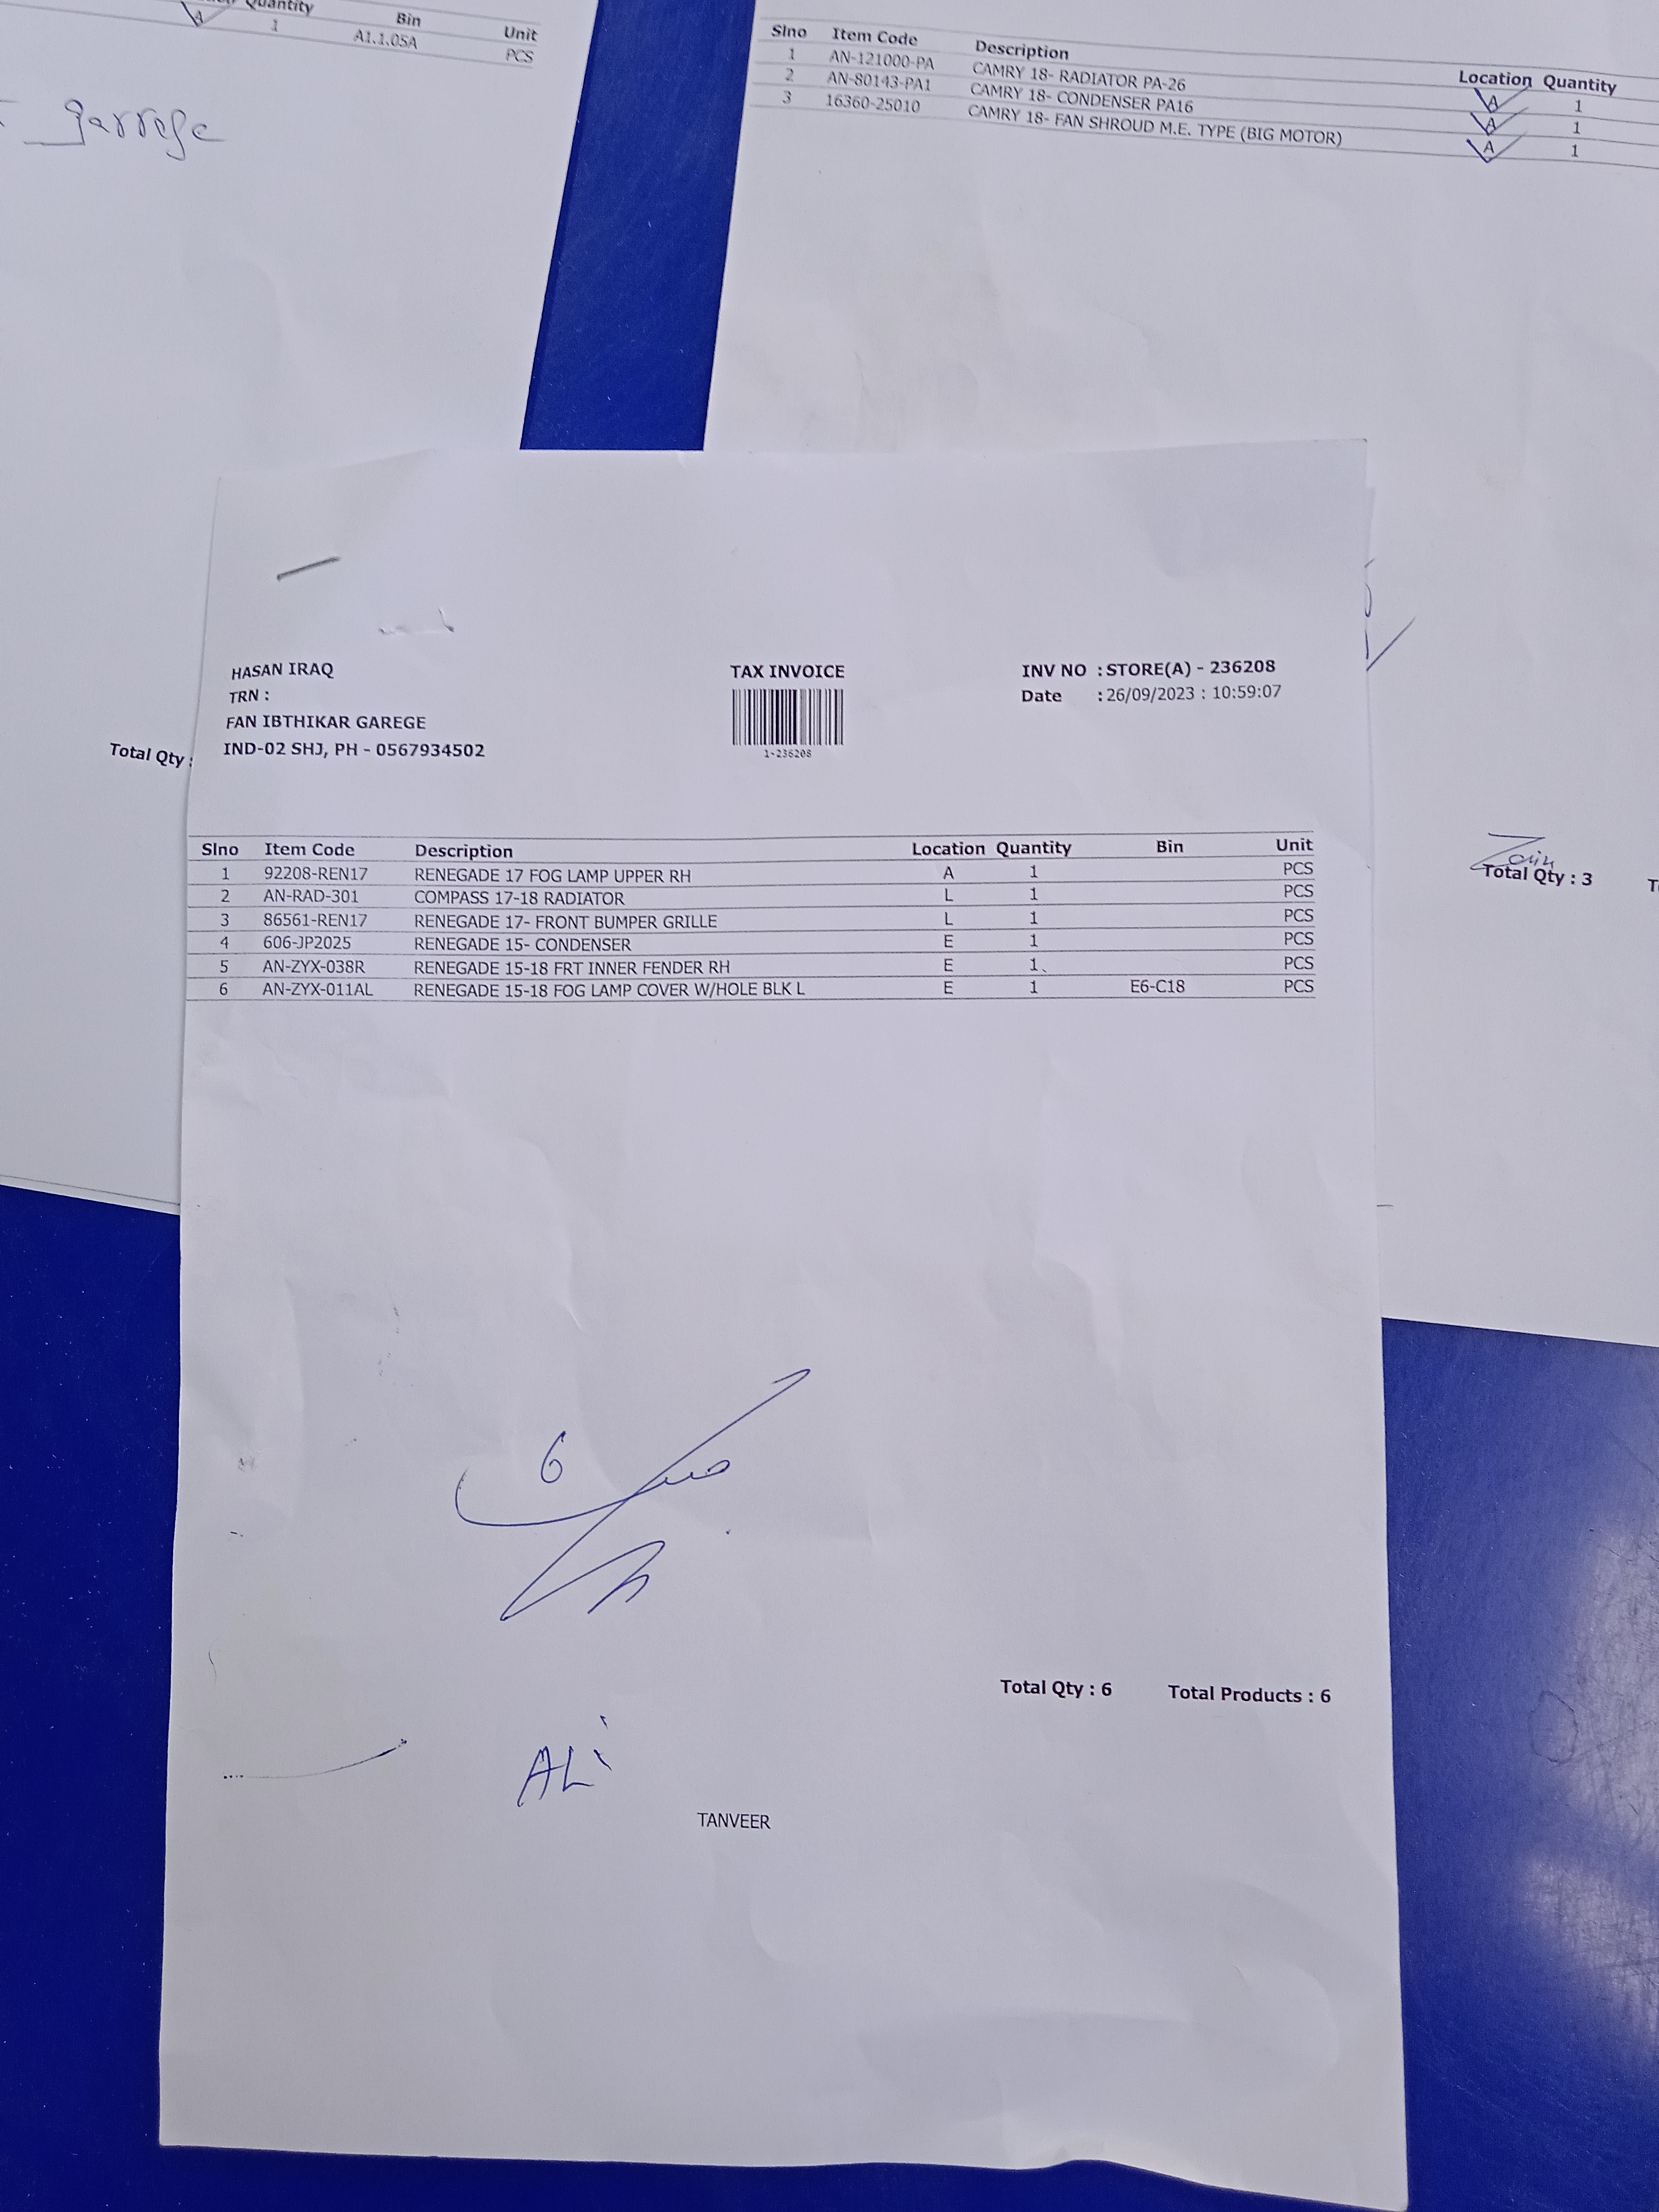 Quantity Bin Unit
A 1 A1.1.05A PCS
garrege
Total Qty :
Slno Item Code Description Location Quantity
1 AN-121000-PA CAMRY 18- RADIATOR PA-26 A 1
2 AN-80143-PA1 CAMRY 18- CONDENSER PA16 A 1
3 16360-25010 CAMRY 18- FAN SHROUD M.E. TYPE (BIG MOTOR) A 1
Zain
Total Qty : 3
HASAN IRAQ
TRN :
FAN IBTHIKAR GAREGE
IND-02 SHJ, PH - 0567934502
TAX INVOICE
1-236208
INV NO : STORE(A) - 236208
Date : 26/09/2023 : 10:59:07
Slno Item Code Description Location Quantity Bin Unit
1 92208-REN17 RENEGADE 17 FOG LAMP UPPER RH A 1 PCS
2 AN-RAD-301 COMPASS 17-18 RADIATOR L 1 PCS
3 86561-REN17 RENEGADE 17- FRONT BUMPER GRILLE L 1 PCS
4 606-JP2025 RENEGADE 15- CONDENSER E 1 PCS
5 AN-ZYX-038R RENEGADE 15-18 FRT INNER FENDER RH E 1 PCS
6 AN-ZYX-011AL RENEGADE 15-18 FOG LAMP COVER W/HOLE BLK L E 1 E6-C18 PCS
6
Total Qty : 6 Total Products : 6
ALi
TANVEER